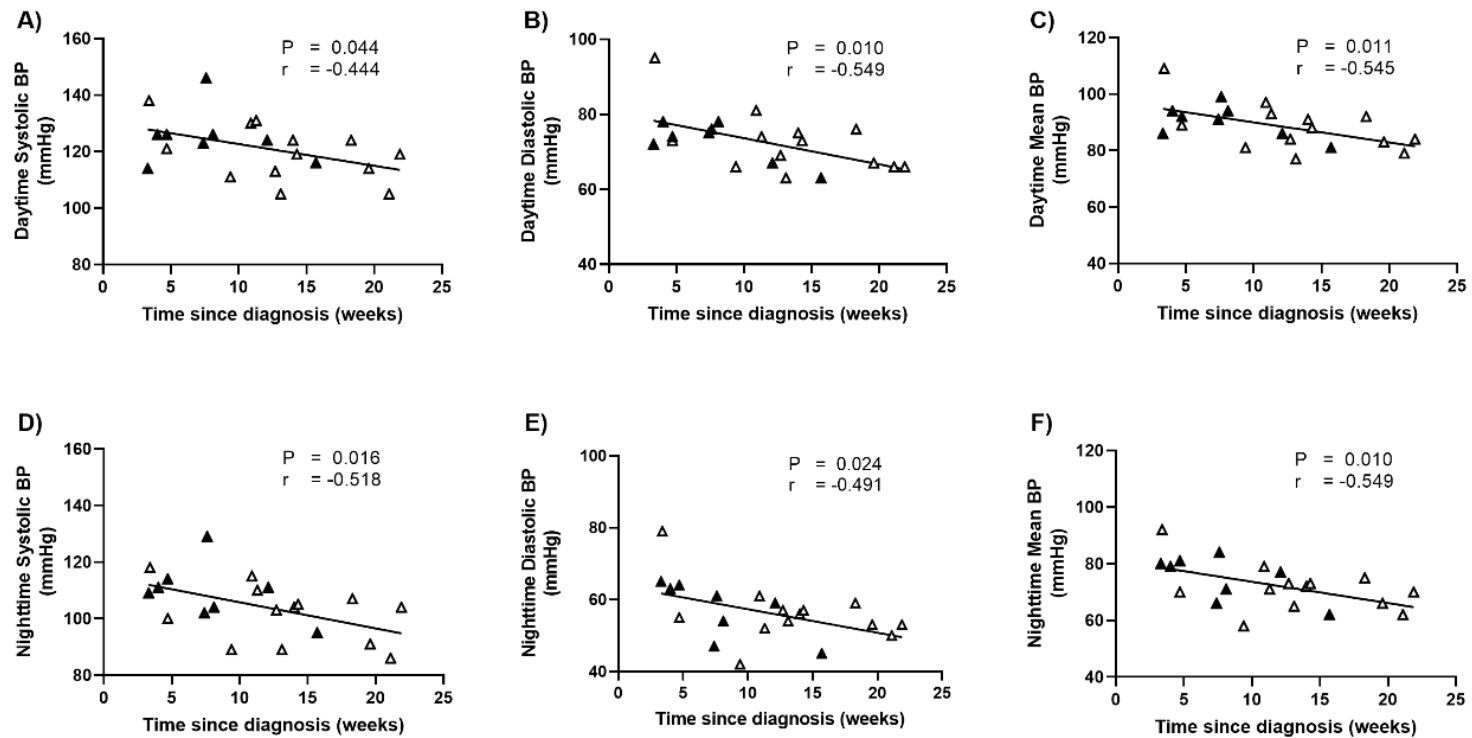 A)
P = 0.044
r = -0.444
160
140
120
100
80
0 5 10 15 20 25
Daytime Systolic BP
(mmHg)
Time since diagnosis (weeks)
B)
P = 0.010
r = -0.549
100
80
60
40
0 5 10 15 20 25
Daytime Diastolic BP
(mmHg)
Time since diagnosis (weeks)
C)
P = 0.011
r = -0.545
120
100
80
60
40
0 5 10 15 20 25
Daytime Mean BP
(mmHg)
Time since diagnosis (weeks)
D)
P = 0.016
r = -0.518
160
140
120
100
80
0 5 10 15 20 25
Nighttime Systolic BP
(mmHg)
Time since diagnosis (weeks)
E)
P = 0.024
r = -0.491
100
80
60
40
0 5 10 15 20 25
Nighttime Diastolic BP
(mmHg)
Time since diagnosis (weeks)
F)
P = 0.010
r = -0.549
120
100
80
60
40
0 5 10 15 20 25
Nighttime Mean BP
(mmHg)
Time since diagnosis (weeks)